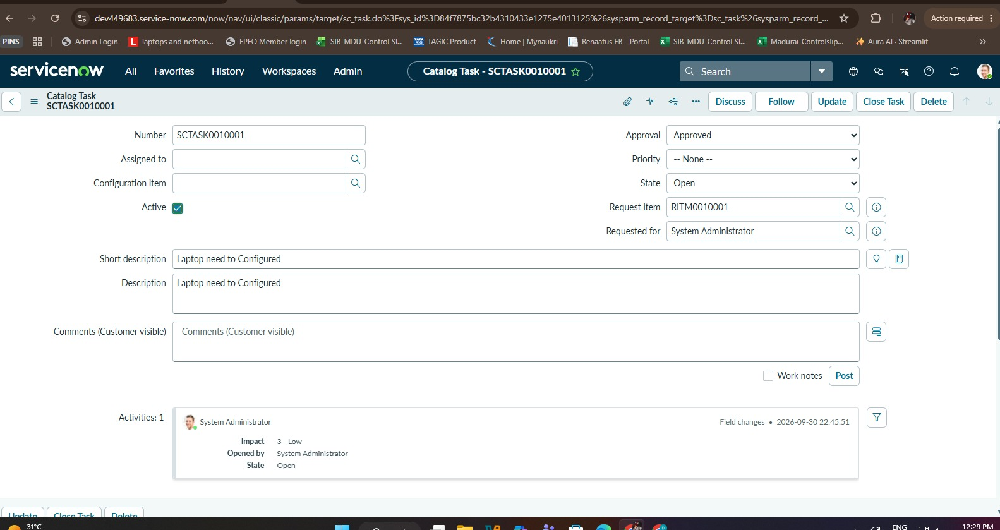 dev449683.service-now.com/now/nav/ui/classic/params/target/sc_task.do%3Fsys_id%3D84f7875bc32b4310433e1275e4013125%26sysparm_record_target%3Dsc_task%26sysparm_record_... Action required
PINS Admin Login laptops and netboo... EPFO Member login SIB_MDU_Control Sl... TAGIC Product Home | Mynaukri Renaatus EB - Portal SIB_MDU_Control Sl... Madurai_Controlslip... Aura AI · Streamlit »
servicenow All Favorites History Workspaces Admin Catalog Task - SCTASK0010001 Search
Catalog Task
SCTASK0010001
Discuss Follow Update Close Task Delete
Number SCTASK0010001 Approval Approved
Assigned to Priority -- None --
Configuration item State Open
Active Request item RITM0010001
Requested for System Administrator
Short description Laptop need to Configured
Description Laptop need to Configured
Comments (Customer visible) Comments (Customer visible)
Work notes Post
Activities: 1 System Administrator Field changes • 2026-09-30 22:45:51
Impact 3 - Low
Opened by System Administrator
State Open
Update Close Task Delete
31°C ENG 12:29 PM